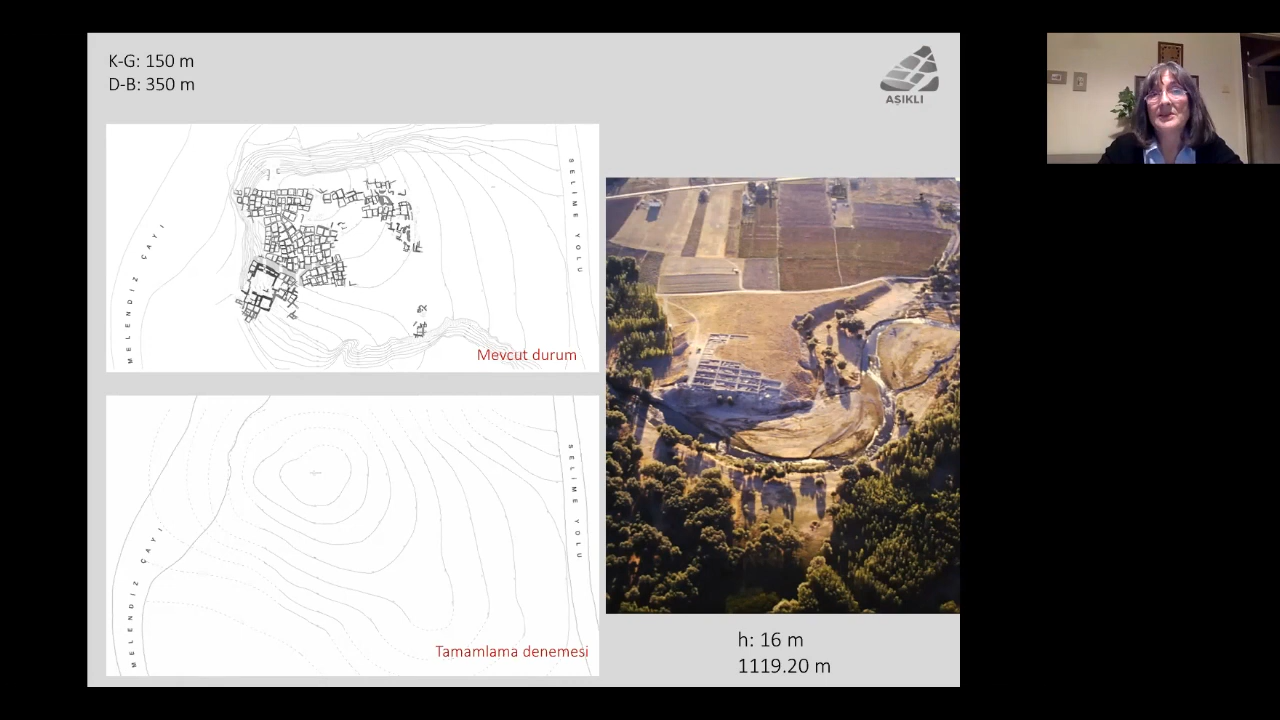 K-G: 150 m
D-B: 350 m
AŞIKLI
MELENDİZ ÇAYI
SELİME YOLU
Mevcut durum
MELENDİZ ÇAYI
SELİME YOLU
Tamamlama denemesi
h: 16 m
1119.20 m